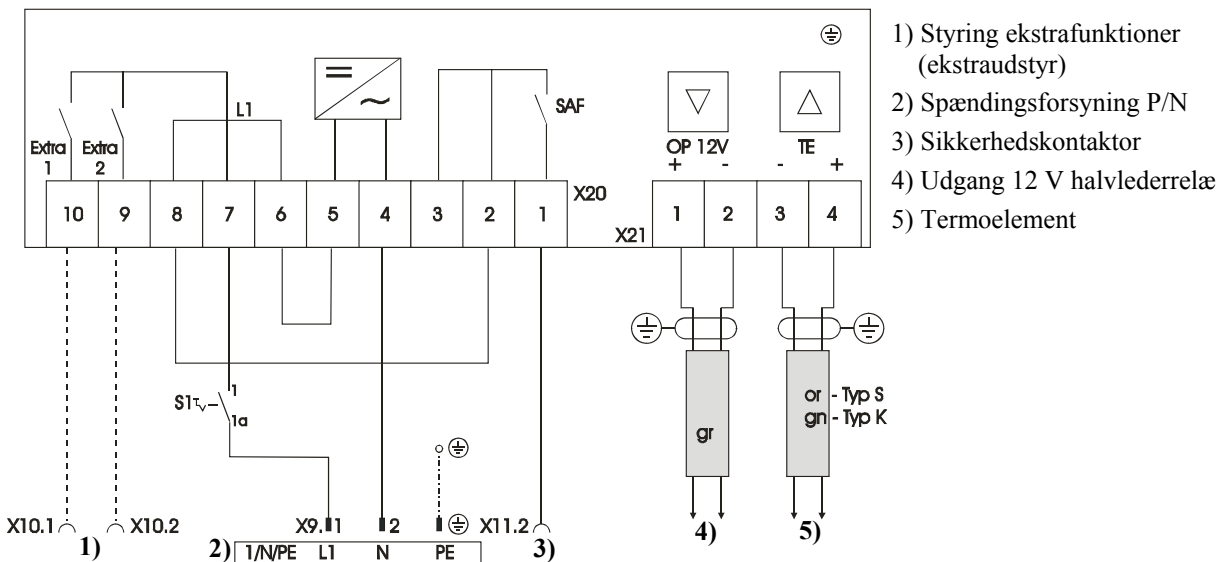 1) Styring ekstrafunktioner
(ekstraudstyr)
2) Spændingsforsyning P/N
3) Sikkerhedskontaktor
4) Udgang 12 V halvlederrelæ
5) Termoelement
L1
SAF
Extra
1
Extra
2
OP 12V
+ -
TE
- +
X20
10 9 8 7 6 5 4 3 2 1
X21
1 2 3 4
S1
1
1a
gr
or - Typ S
gn - Typ K
X10.1
X10.2
X9.1
2
X11.2
1)
2)
1/N/PE L1 N PE
3)
4)
5)